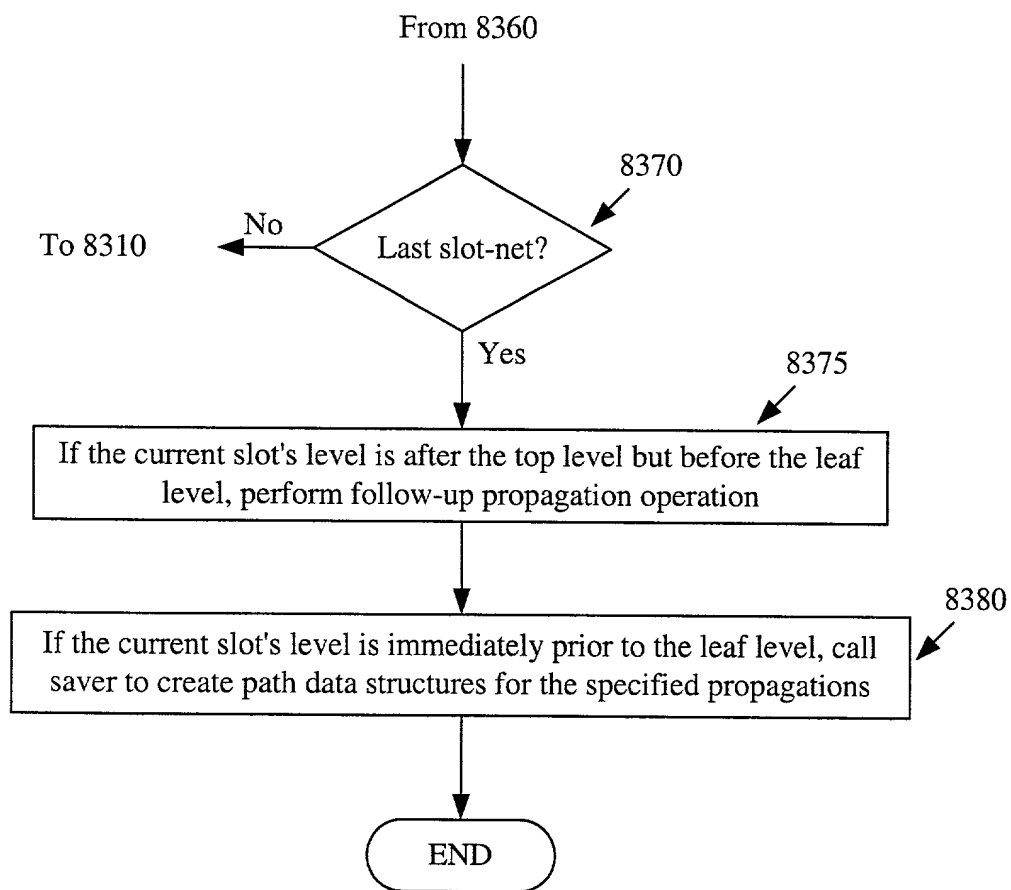 From 8360
8370
No
To 8310
Last slot-net?
Yes
8375
If the current slot's level is after the top level but before the leaf
level, perform follow-up propagation operation
8380
If the current slot's level is immediately prior to the leaf level, call
saver to create path data structures for the specified propagations
END